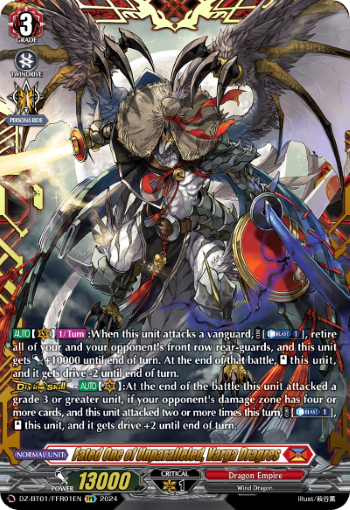 3
GRADE
TWINDRIVE
PERSONA RIDE
AUTO 1/Turn :When this unit attacks a vanguard, [BLAST 1], retire
all of your and your opponent's front row rear-guards, and this unit
gets +10000 until end of turn. At the end of that battle, this unit,
and it gets drive -2 until end of turn.
Divine Skill AUTO :At the end of the battle this unit attacked a
grade 3 or greater unit, if your opponent's damage zone has four or
more cards, and this unit attacked two or more times this turn, [BLAST 1],
this unit, and it gets drive +2 until end of turn.
NORMAL UNIT Fated One of Unparalleled, Varga Dragres
POWER 13000 CRITICAL 1 Dragon Empire
Wind Dragon
DZ-BT01/FFR01EN FFR 2024 illust/萩谷薫